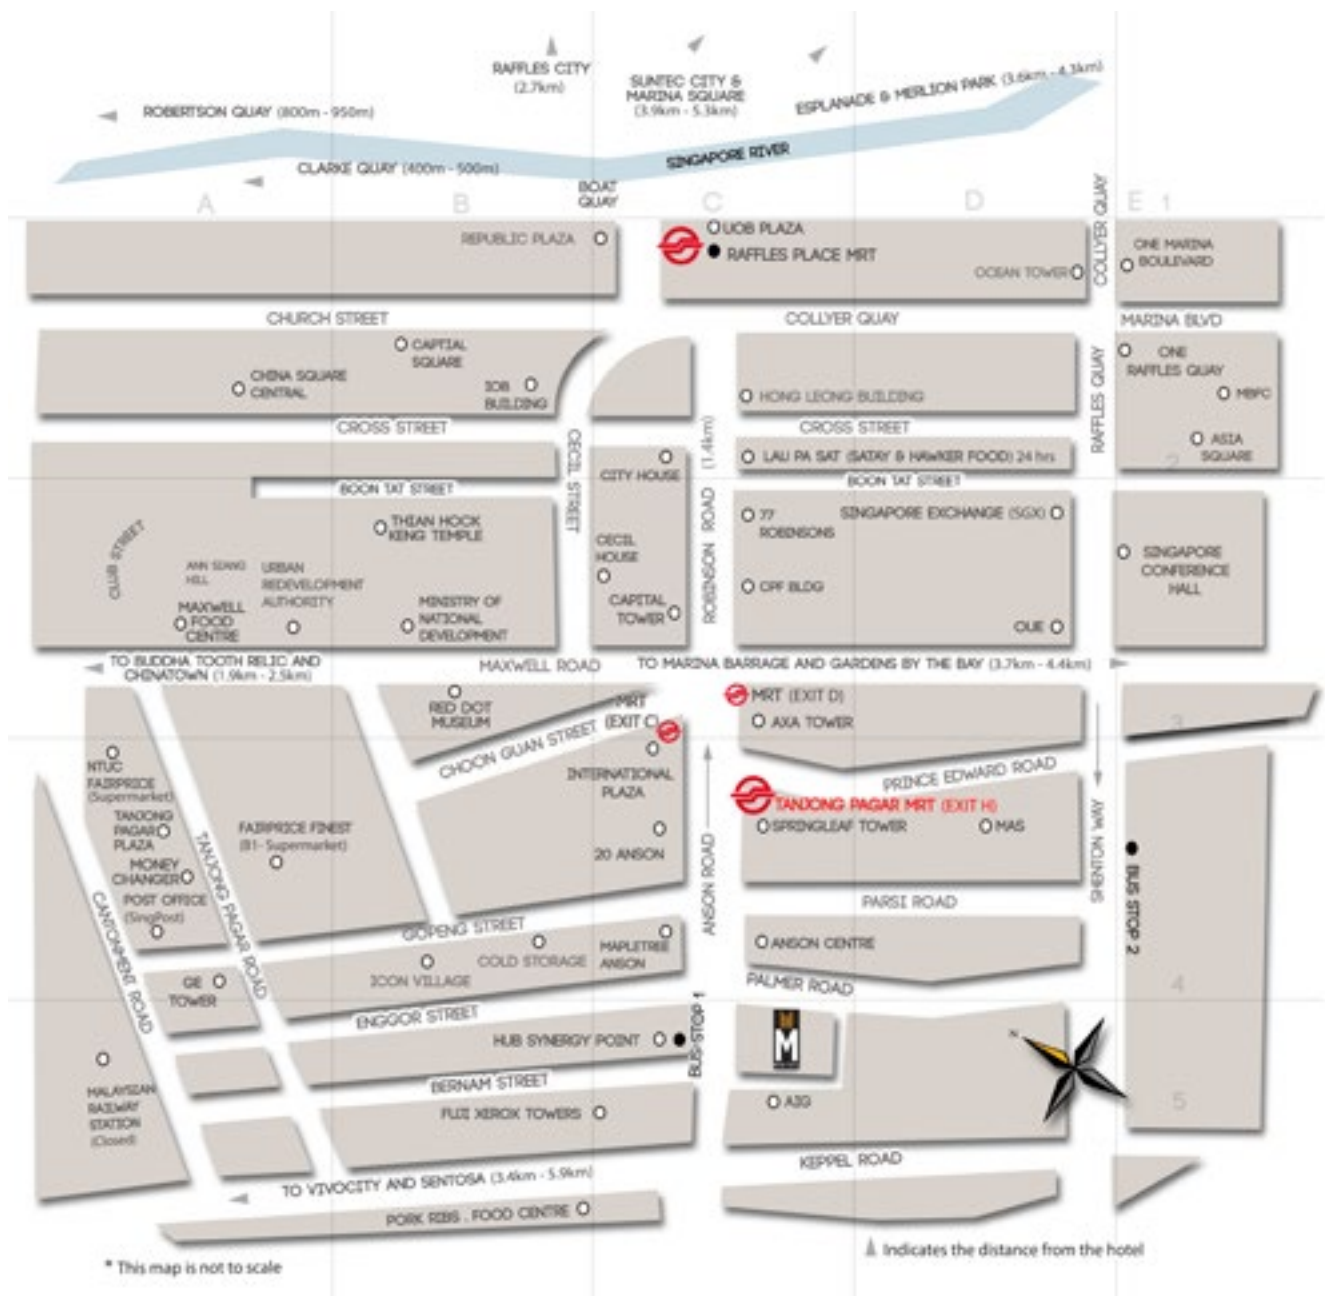 RAFFLES CITY
(2.7km)
SUNTEC CITY &
MARINA SQUARE
(3.9km - 5.3km)
ESPLANADE & MERLION PARK (3.6km - 4.3km)
ROBERTSON QUAY (800m - 950m)
SINGAPORE RIVER
CLARKE QUAY (400m - 500m)
BOAT
QUAY
A
B
C
D
E
1
COLLYER QUAY
REPUBLIC PLAZA
UOB PLAZA
RAFFLES PLACE MRT
OCEAN TOWER
ONE MARINA
BOULEVARD
CHURCH STREET
COLLYER QUAY
MARINA BLVD
CAPTIAL
SQUARE
CHINA SQUARE
CENTRAL
IOB
BUILDING
HONG LEONG BUILDING
RAFFLES QUAY
ONE
RAFFLES QUAY
MBFC
ASIA
SQUARE
2
CROSS STREET
CROSS STREET
CECIL STREET
(1.4km)
CITY HOUSE
LAU PA SAT (SATAY & HAWKER FOOD) 24 hrs
BOON TAT STREET
BOON TAT STREET
THIAN HOCK
KENG TEMPLE
CLUB STREET
ANN SIANG
HILL
URBAN
REDEVELOPMENT
AUTHORITY
MAXWELL
FOOD
CENTRE
MINISTRY OF
NATIONAL
DEVELOPMENT
CECIL
HOUSE
CAPITAL
TOWER
ROBINSON ROAD
77
ROBINSONS
SINGAPORE EXCHANGE (SGX)
CPF BLDG
OUE
SINGAPORE
CONFERENCE
HALL
TO BUDDHA TOOTH RELIC AND
CHINATOWN (1.9km - 2.5km)
MAXWELL ROAD
TO MARINA BARRAGE AND GARDENS BY THE BAY (3.7km - 4.4km)
RED DOT
MUSEUM
MRT
(EXIT C)
CHOON GUAN STREET
MRT (EXIT D)
AXA TOWER
3
NTUC
FAIRPRICE
(Supermarket)
TANJONG
PAGAR
PLAZA
MONEY
CHANGER
POST OFFICE
(SingPost)
TANJONG PAGAR ROAD
FAIRPRICE FINEST
(B1- Supermarket)
INTERNATIONAL
PLAZA
20 ANSON
ANSON ROAD
PRINCE EDWARD ROAD
TANJONG PAGAR MRT (EXIT H)
SPRINGLEAF TOWER
MAS
SHENTON WAY
BUS STOP 2
PARSI ROAD
CANTONMENT ROAD
GOPENG STREET
COLD STORAGE
MAPLETREE
ANSON
ICON VILLAGE
ANSON CENTRE
GE
TOWER
PALMER ROAD
4
ENGGOR STREET
HUB SYNERGY POINT
BUS-STOP 1
M
N
MALAYSIAN
RAILWAY
STATION
(Closed)
BERNAM STREET
FUJI XEROX TOWERS
AIG
5
KEPPEL ROAD
TO VIVOCITY AND SENTOSA (3.4km - 5.9km)
PORK RIBS . FOOD CENTRE
* This map is not to scale
Indicates the distance from the hotel